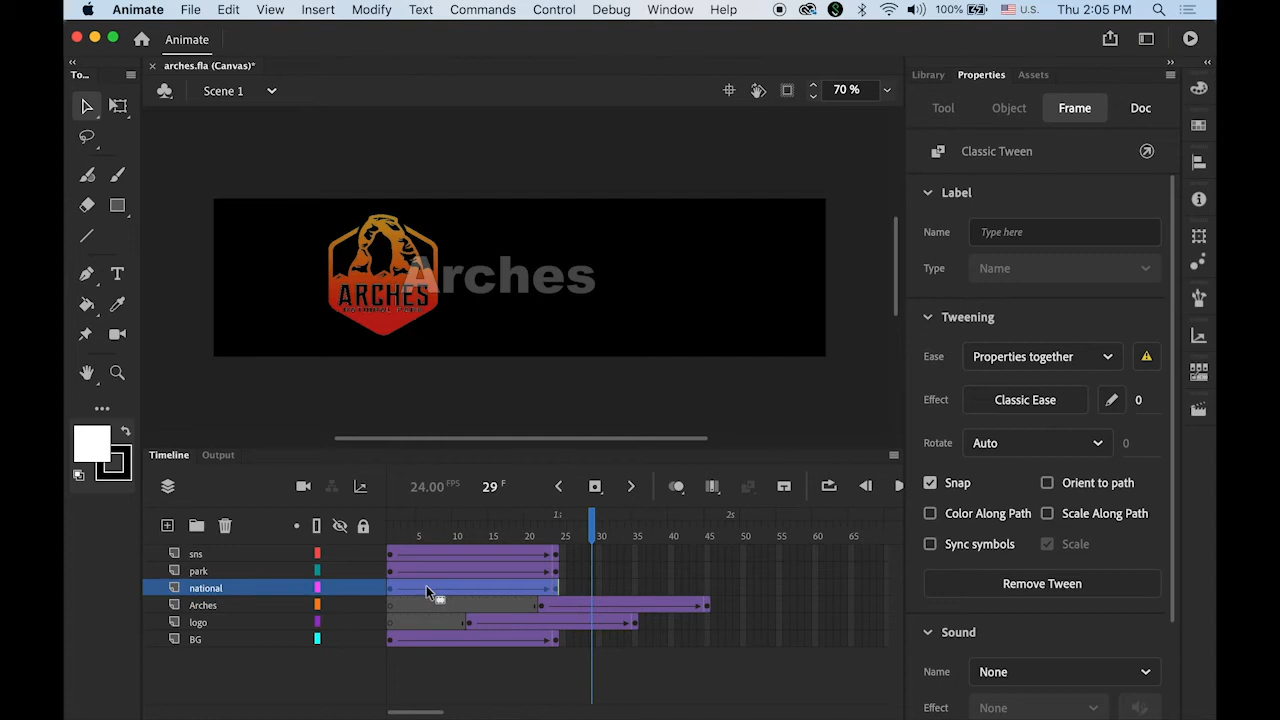 Animate File Edit View Insert Modify Text Commands Control Debug Window Help 100% U.S. Thu 2:05 PM
Animate
To...
× arches.fla (Canvas)*
Library Properties Assets
Scene 1
70 %
Tool Object Frame Doc
Classic Tween
Label
Name Type here
Type Name
Arches
ARCHES
NATIONAL PARK
Tweening
Ease Properties together
Effect Classic Ease 0
Rotate Auto 0
Snap Orient to path
Color Along Path Scale Along Path
Sync symbols Scale
Remove Tween
Sound
Name None
Effect None
Timeline Output
24.00 FPS 29 F
1s 2s
5 10 15 20 25 30 35 40 45 50 55 60 65
sns
park
national
Arches
logo
BG